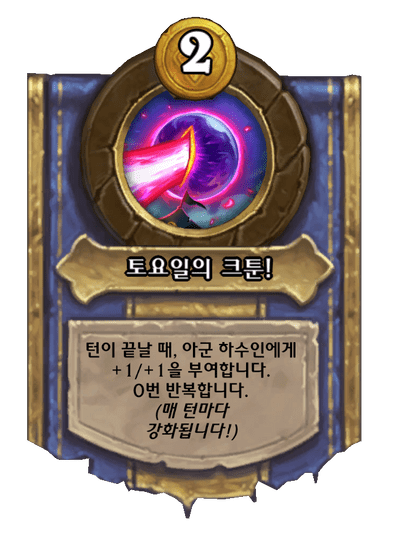 2
토요일의 크툰!
턴이 끝날 때, 아군 하수인에게
+1/+1을 부여합니다.
0번 반복합니다.
(매 턴마다
강화됩니다!)